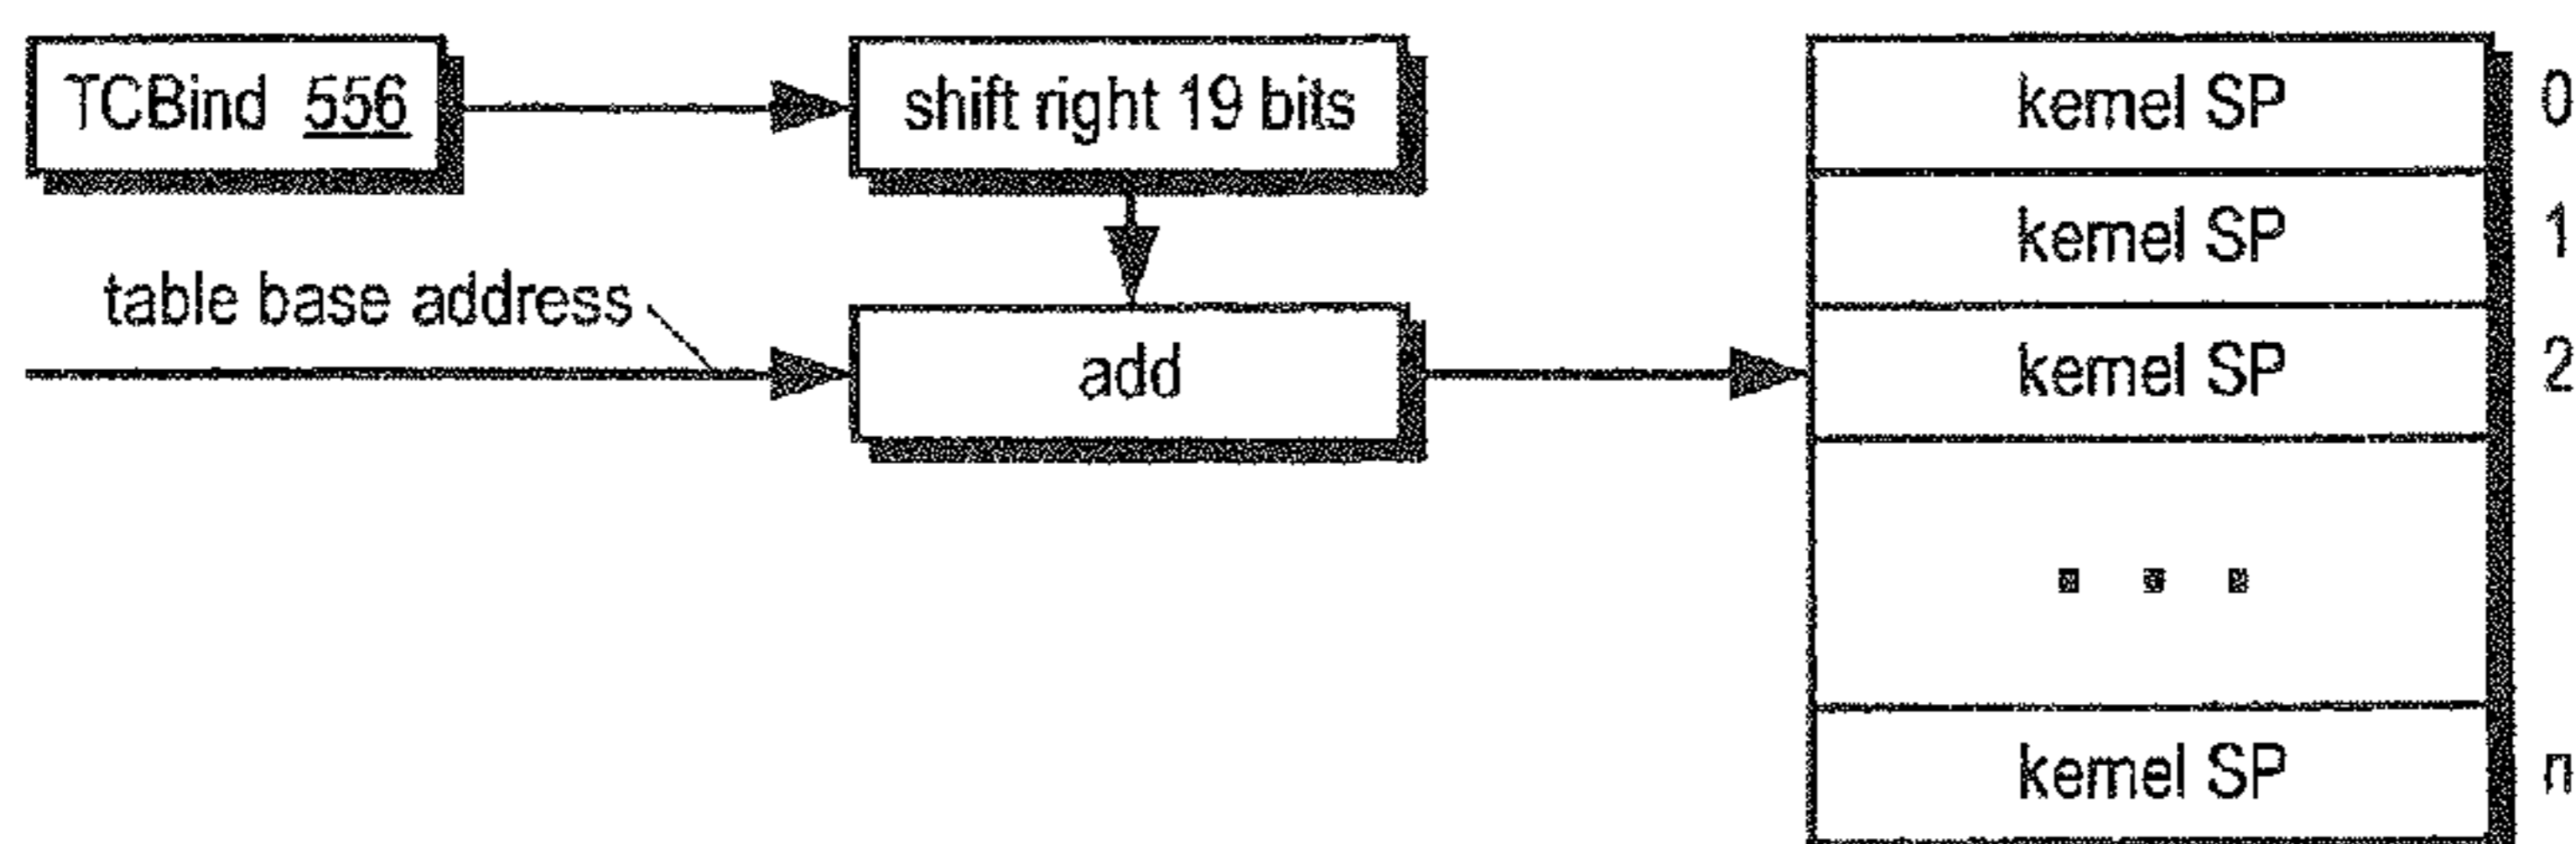 TCBind 556
shift right 19 bits
kernel SP 0
kernel SP 1
table base address
add
kernel SP 2
. . .
kernel SP n